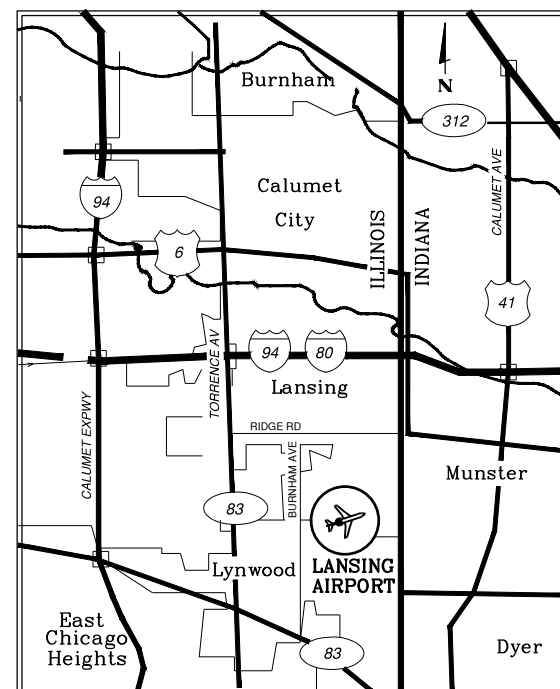 Burnham
N
312
CALUMET AVE
94
Calumet
City
ILLINOIS
INDIANA
6
41
TORRENCE AV
94
80
Lansing
CALUMET EXPWY
RIDGE RD
BURNHAM AVE
Munster
83
LANSING
AIRPORT
Lynwood
East
Chicago
Heights
83
Dyer